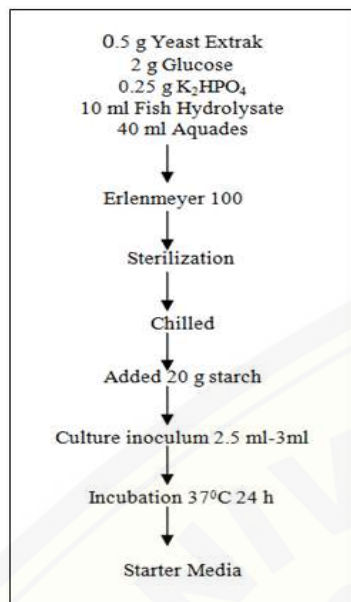 0.5 g Yeast Extrak
2 g Glucose
0.25 g K₂HPO₄
10 ml Fish Hydrolysate
40 ml Aquades
Erlenmeyer 100
Sterilization
Chilled
Added 20 g starch
Culture inoculum 2.5 ml-3ml
Incubation 37⁰C 24 h
Starter Media